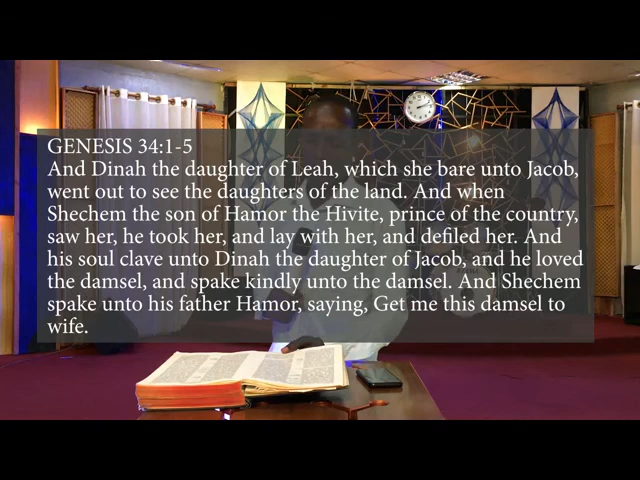 GENESIS 34:1-5
And Dinah the daughter of Leah, which she bare unto Jacob,
went out to see the daughters of the land. And when
Shechem the son of Hamor the Hivite, prince of the country,
saw her, he took her, and lay with her, and defiled her. And
his soul clave unto Dinah the daughter of Jacob, and he loved
the damsel, and spake kindly unto the damsel. And Shechem
spake unto his father Hamor, saying, Get me this damsel to
wife.